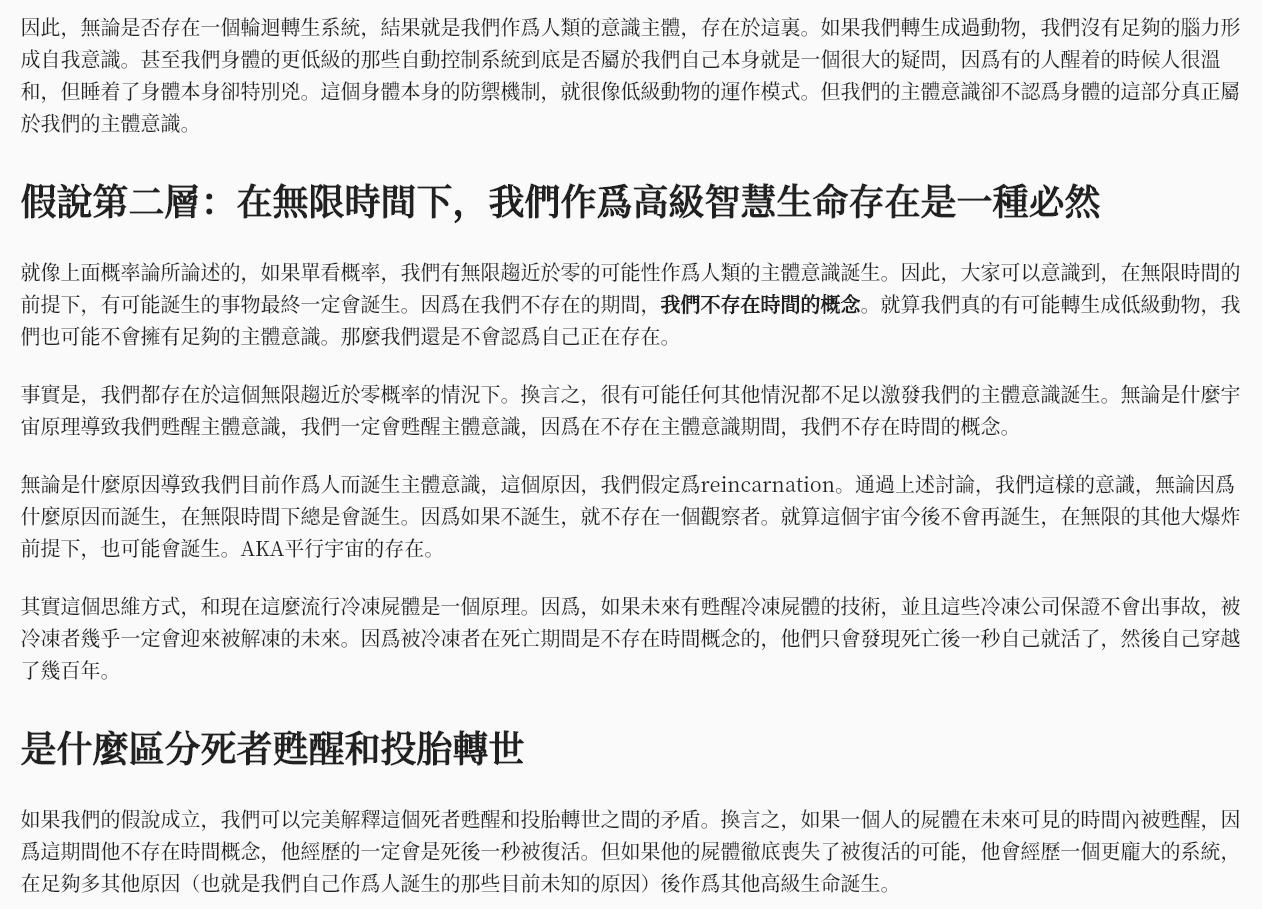 因此，無論是否存在一個輪迴轉生系統，結果就是我們作爲人類的意識主體，存在於這裏。如果我們轉生成過動物，我們沒有足夠的腦力形
成自我意識。甚至我們身體的更低級的那些自動控制系統到底是否屬於我們自己本身就是一個很大的疑問，因爲有的人醒着的時候人很溫
和，但睡着了身體本身卻特別兇。這個身體本身的防禦機制，就很像低級動物的運作模式。但我們的主體意識卻不認爲身體的這部分真正屬
於我們的主體意識。
假說第二層：在無限時間下，我們作爲高級智慧生命存在是一種必然
就像上面概率論所論述的，如果單看概率，我們有無限趨近於零的可能性作爲人類的主體意識誕生。因此，大家可以意識到，在無限時間的
前提下，有可能誕生的事物最終一定會誕生。因爲在我們不存在的期間，我們不存在時間的概念。就算我們真的有可能轉生成低級動物，我
們也可能不會擁有足夠的主體意識。那麼我們還是不會認爲自己正在存在。
事實是，我們都存在於這個無限趨近於零概率的情況下。換言之，很有可能任何其他情況都不足以激發我們的主體意識誕生。無論是什麼宇
宙原理導致我們甦醒主體意識，我們一定會甦醒主體意識，因爲在不存在主體意識期間，我們不存在時間的概念。
無論是什麼原因導致我們目前作爲人而誕生主體意識，這個原因，我們假定爲reincarnation。通過上述討論，我們這樣的意識，無論因爲
什麼原因而誕生，在無限時間下總是會誕生。因爲如果不誕生，就不存在一個觀察者。就算這個宇宙今後不會再誕生，在無限的其他大爆炸
前提下，也可能會誕生。AKA平行宇宙的存在。
其實這個思維方式，和現在這麼流行冷凍屍體是一個原理。因爲，如果未來有甦醒冷凍屍體的技術，並且這些冷凍公司保證不會出事故，被
冷凍者幾乎一定會迎來被解凍的未來。因爲被冷凍者在死亡期間是不存在時間概念的，他們只會發現死亡後一秒自己就活了，然後自己穿越
了幾百年。
是什麼區分死者甦醒和投胎轉世
如果我們的假說成立，我們可以完美解釋這個死者甦醒和投胎轉世之間的矛盾。換言之，如果一個人的屍體在未來可見的時間內被甦醒，因
爲這期間他不存在時間概念，他經歷的一定會是死後一秒被復活。但如果他的屍體徹底喪失了被復活的可能，他會經歷一個更龐大的系統，
在足夠多其他原因（也就是我們自己作爲人誕生的那些目前未知的原因）後作爲其他高級生命誕生。